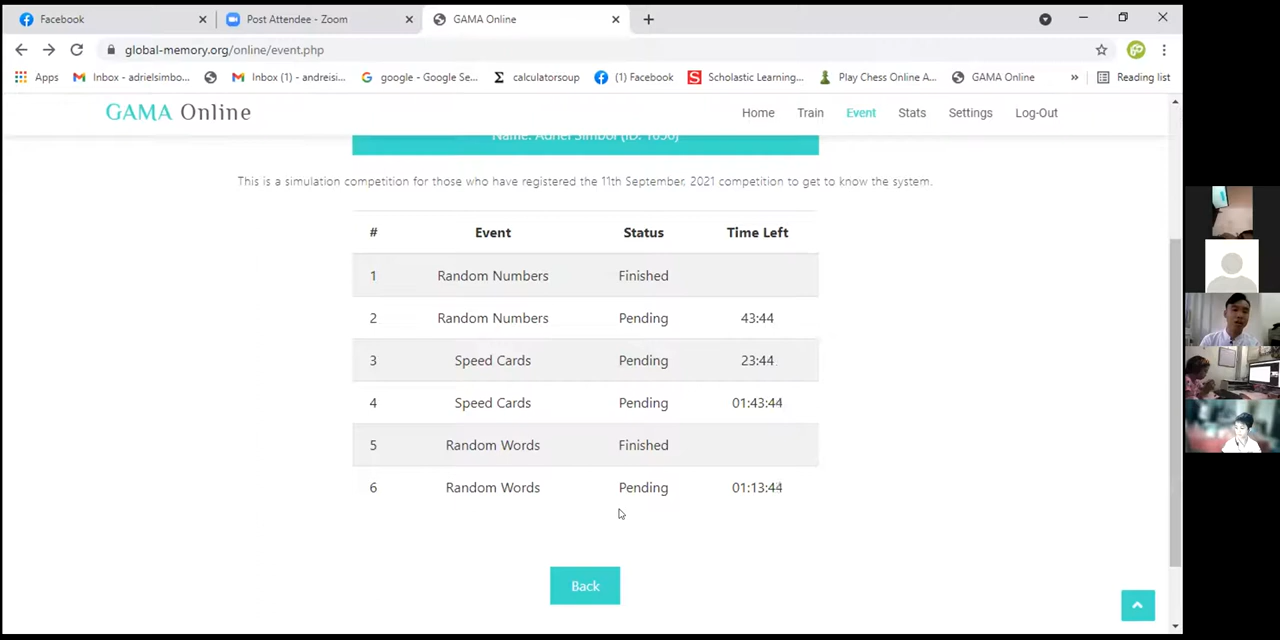 Facebook
Post Attendee - Zoom
GAMA Online
global-memory.org/online/event.php
Apps
Inbox - adrielsimbo...
Inbox (1) - andreisi...
google - Google Se...
calculatorsoup
(1) Facebook
Scholastic Learning...
Play Chess Online A...
GAMA Online
»
Reading list
GAMA Online
Home Train Event Stats Settings Log-Out
Name: Adriel Simbol (ID: 1096)
This is a simulation competition for those who have registered the 11th September, 2021 competition to get to know the system.
# Event Status Time Left
1 Random Numbers Finished
2 Random Numbers Pending 43:44
3 Speed Cards Pending 23:44
4 Speed Cards Pending 01:43:44
5 Random Words Finished
6 Random Words Pending 01:13:44
Back